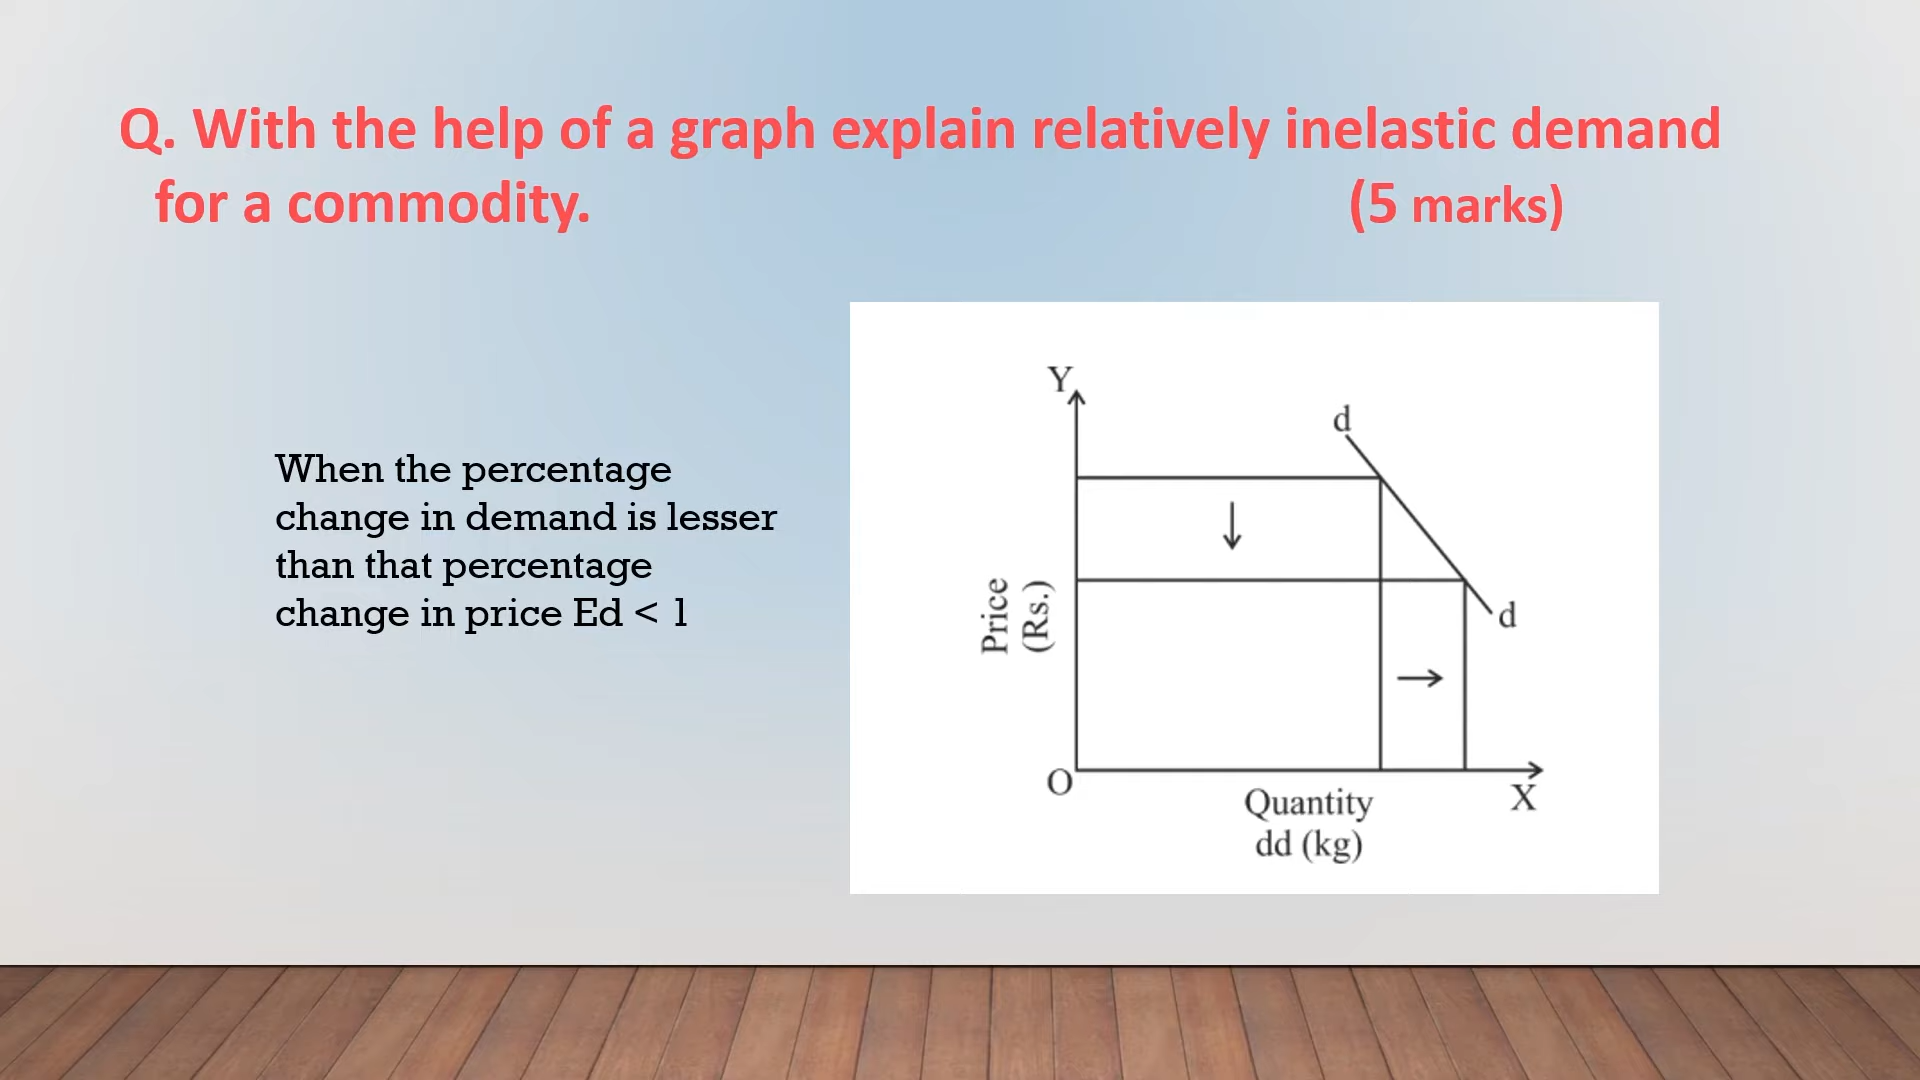 Q. With the help of a graph explain relatively inelastic demand
for a commodity. (5 marks)
When the percentage
change in demand is lesser
than that percentage
change in price Ed < 1
Y
d
Price
(Rs.)
d
O
X
Quantity
dd (kg)